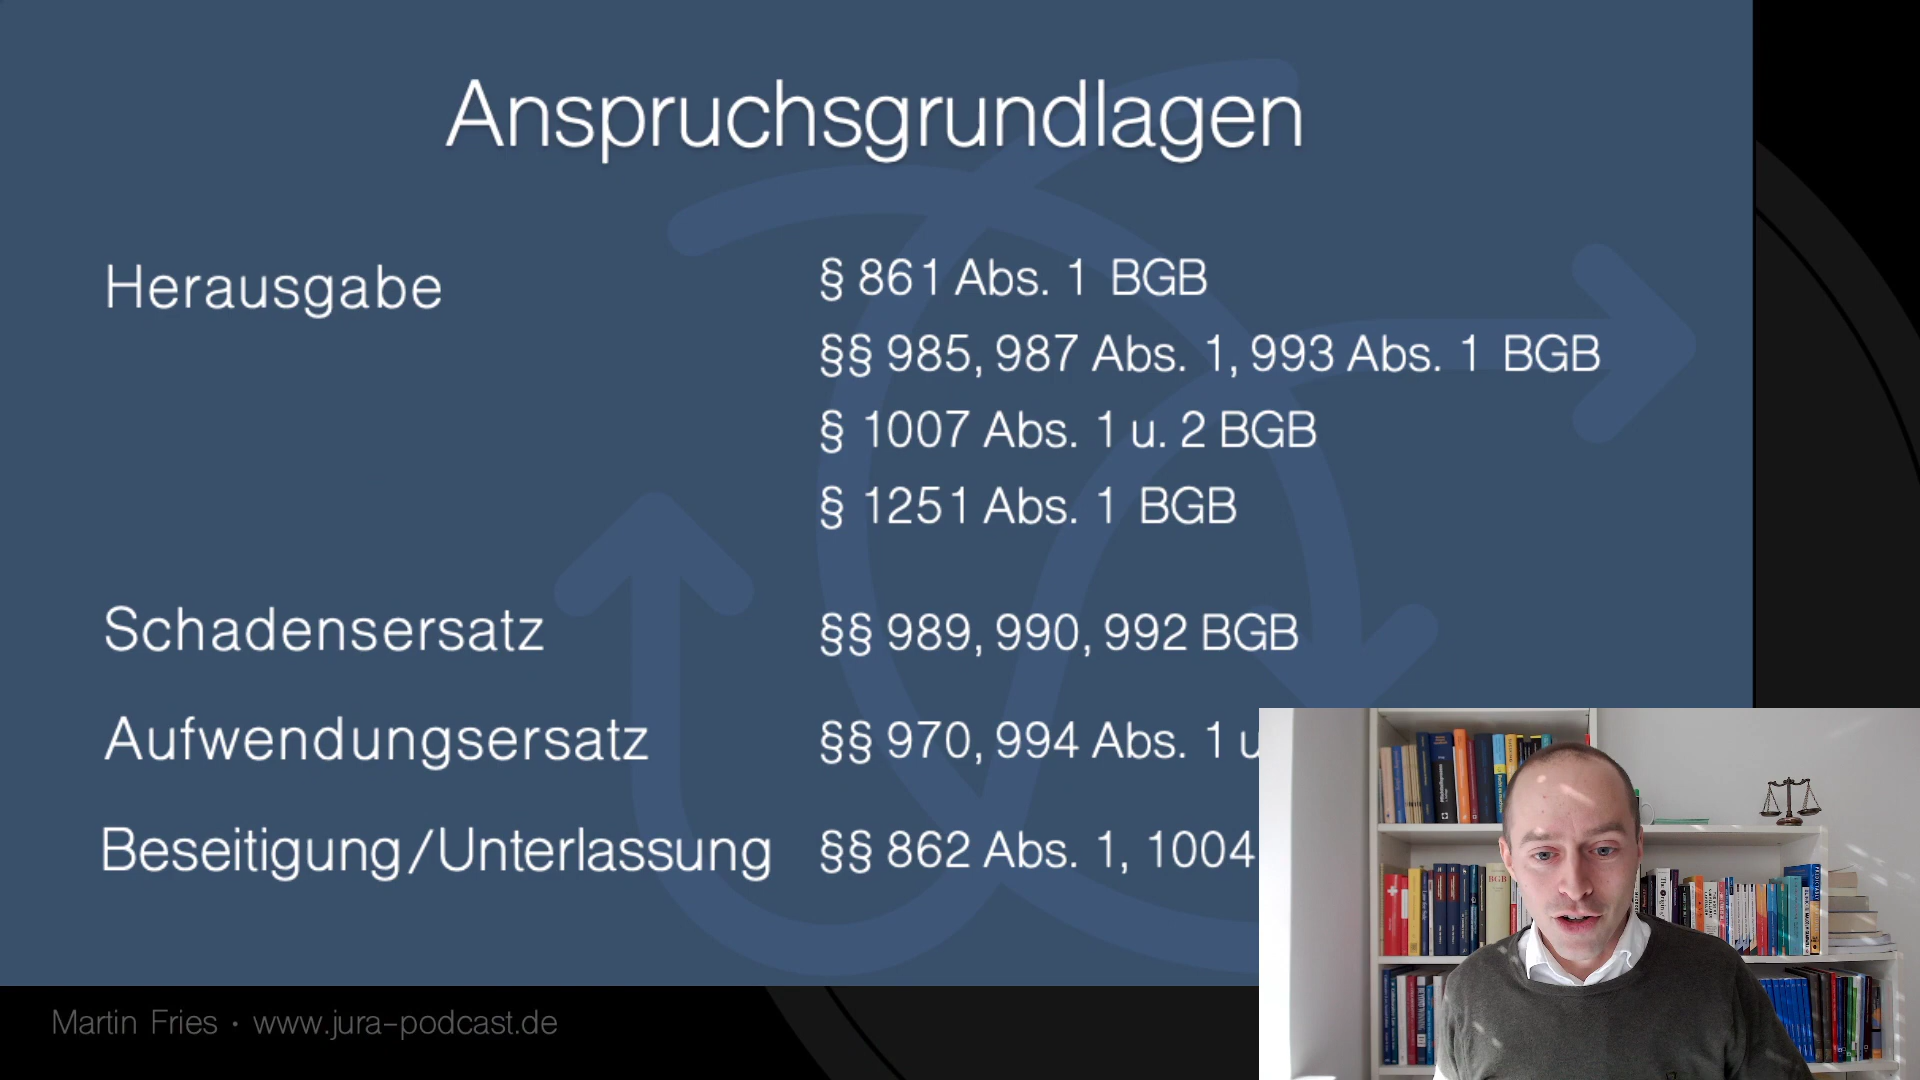 Anspruchsgrundlagen
Herausgabe
§ 861 Abs. 1 BGB
§§ 985, 987 Abs. 1, 993 Abs. 1 BGB
§ 1007 Abs. 1 u. 2 BGB
§ 1251 Abs. 1 BGB
Schadensersatz
§§ 989, 990, 992 BGB
Aufwendungsersatz
§§ 970, 994 Abs. 1 u
Beseitigung/Unterlassung
§§ 862 Abs. 1, 1004
Martin Fries · www.jura-podcast.de
BGB